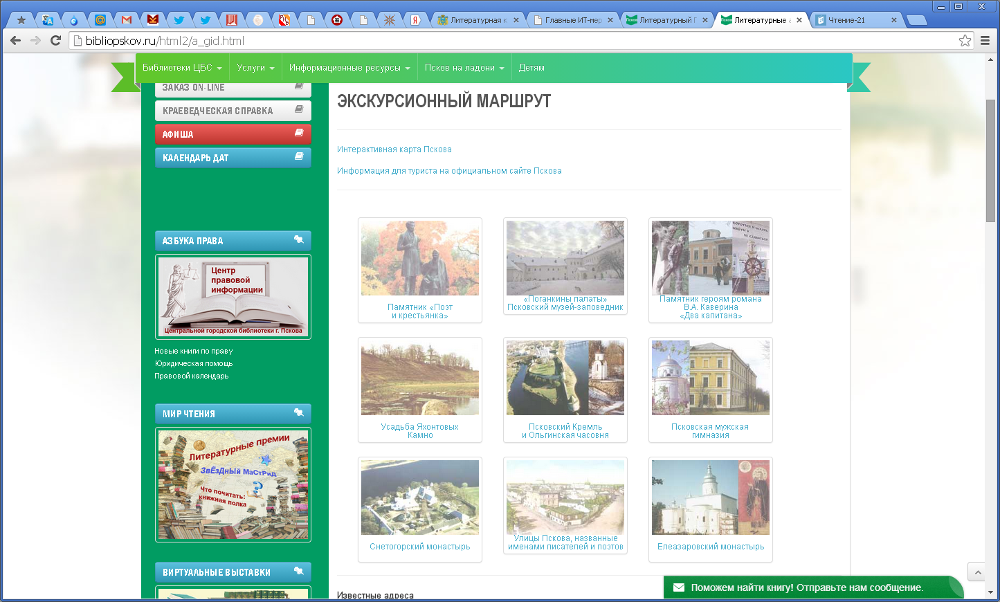 Литературная к
Главные ИТ-мер
Литературный Г
Литературные а
Чтение-21
bibliopskov.ru/html2/a_gid.html
Библиотеки ЦБС
Услуги
Информационные ресурсы
Псков на ладони
Детям
ЗАКАЗ ON-LINE
КРАЕВЕДЧЕСКАЯ СПРАВКА
АФИША
КАЛЕНДАРЬ ДАТ
АЗБУКА ПРАВА
Центр
правовой
информации
Центральной городской библиотеки г. Пскова
Новые книги по праву
Юридическая помощь
Правовой календарь
МИР ЧТЕНИЯ
Литературные премии
ЗвЁзДнЫй МаСтРид
Что почитать:
книжная полка
ВИРТУАЛЬНЫЕ ВЫСТАВКИ
ЭКСКУРСИОННЫЙ МАРШРУТ
Интерактивная карта Пскова
Информация для туриста на официальном сайте Пскова
Памятник «Поэт
и крестьянка»
«Поганкины палаты»
Псковский музей-заповедник
Бороться и искать
найти и
не сдаваться
Памятник героям романа
В.А. Каверина
«Два капитана»
Усадьба Яхонтовых
Камно
Псковский Кремль
и Ольгинская часовня
Псковская мужская
гимназия
Снетогорский монастырь
Улицы Пскова, названные
именами писателей и поэтов
Елеазаровский монастырь
Известные адреса
Поможем найти книгу! Отправьте нам сообщение.